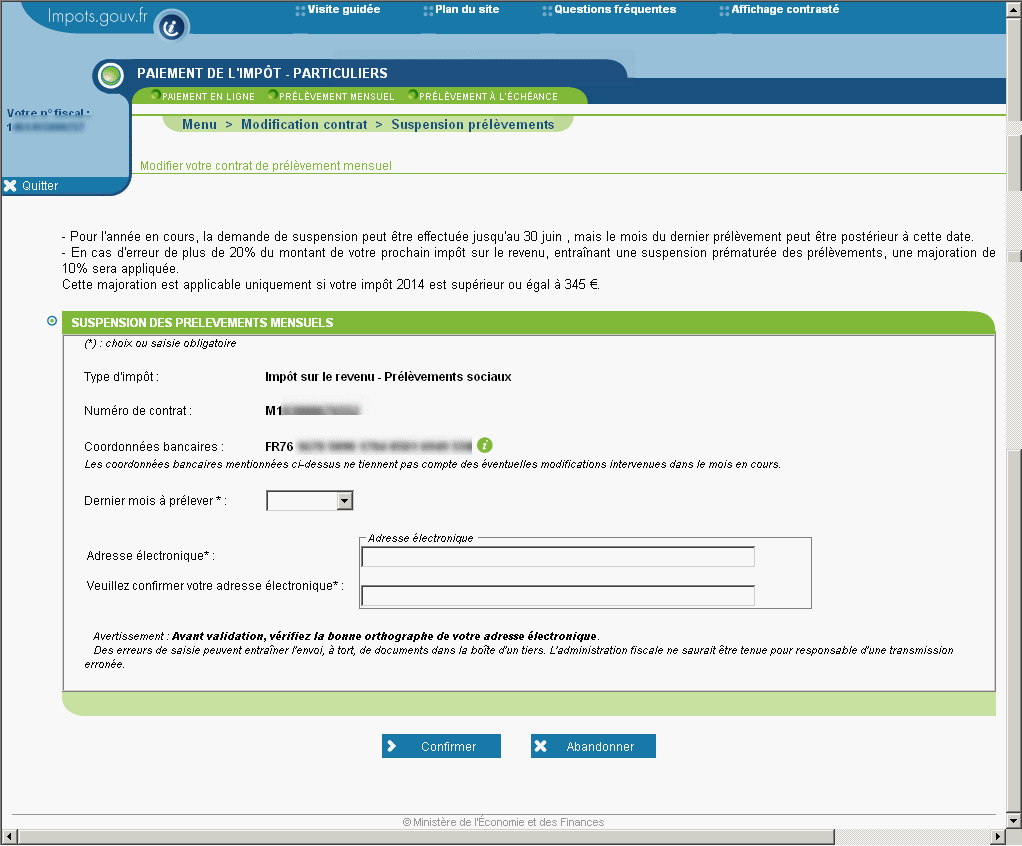 Impots.gouv.fr
Visite guidée
Plan du site
Questions fréquentes
Affichage contrasté
PAIEMENT DE L'IMPÔT - PARTICULIERS
PAIEMENT EN LIGNE
PRÉLÈVEMENT MENSUEL
PRÉLÈVEMENT À L'ÉCHÉANCE
Votre n° fiscal :
1
Menu > Modification contrat > Suspension prélèvements
Modifier votre contrat de prélèvement mensuel
Quitter
- Pour l'année en cours, la demande de suspension peut être effectuée jusqu'au 30 juin , mais le mois du dernier prélèvement peut être postérieur à cette date.
- En cas d'erreur de plus de 20% du montant de votre prochain impôt sur le revenu, entraînant une suspension prématurée des prélèvements, une majoration de
10% sera appliquée.
Cette majoration est applicable uniquement si votre impôt 2014 est supérieur ou égal à 345 €.
SUSPENSION DES PRELEVEMENTS MENSUELS
(*) : choix ou saisie obligatoire
Type d'impôt : Impôt sur le revenu - Prélèvements sociaux
Numéro de contrat : M1
Coordonnées bancaires : FR76
Les coordonnées bancaires mentionnées ci-dessus ne tiennent pas compte des éventuelles modifications intervenues dans le mois en cours.
Dernier mois à prélever * :
Adresse électronique
Adresse électronique* :
Veuillez confirmer votre adresse électronique* :
Avertissement : Avant validation, vérifiez la bonne orthographe de votre adresse électronique.
Des erreurs de saisie peuvent entraîner l'envoi, à tort, de documents dans la boîte d'un tiers. L'administration fiscale ne saurait être tenue pour responsable d'une transmission
erronée.
Confirmer
Abandonner
© Ministère de l'Économie et des Finances